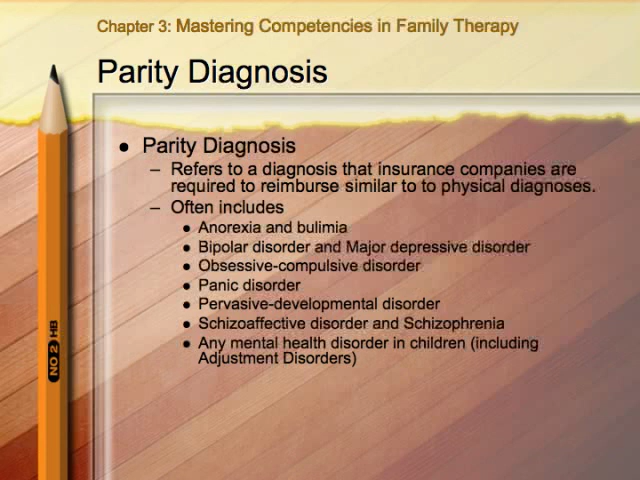 Chapter 3: Mastering Competencies in Family Therapy
Parity Diagnosis
• Parity Diagnosis
– Refers to a diagnosis that insurance companies are
required to reimburse similar to to physical diagnoses.
– Often includes
• Anorexia and bulimia
• Bipolar disorder and Major depressive disorder
• Obsessive-compulsive disorder
• Panic disorder
• Pervasive-developmental disorder
• Schizoaffective disorder and Schizophrenia
• Any mental health disorder in children (including
Adjustment Disorders)
NO 2 HB